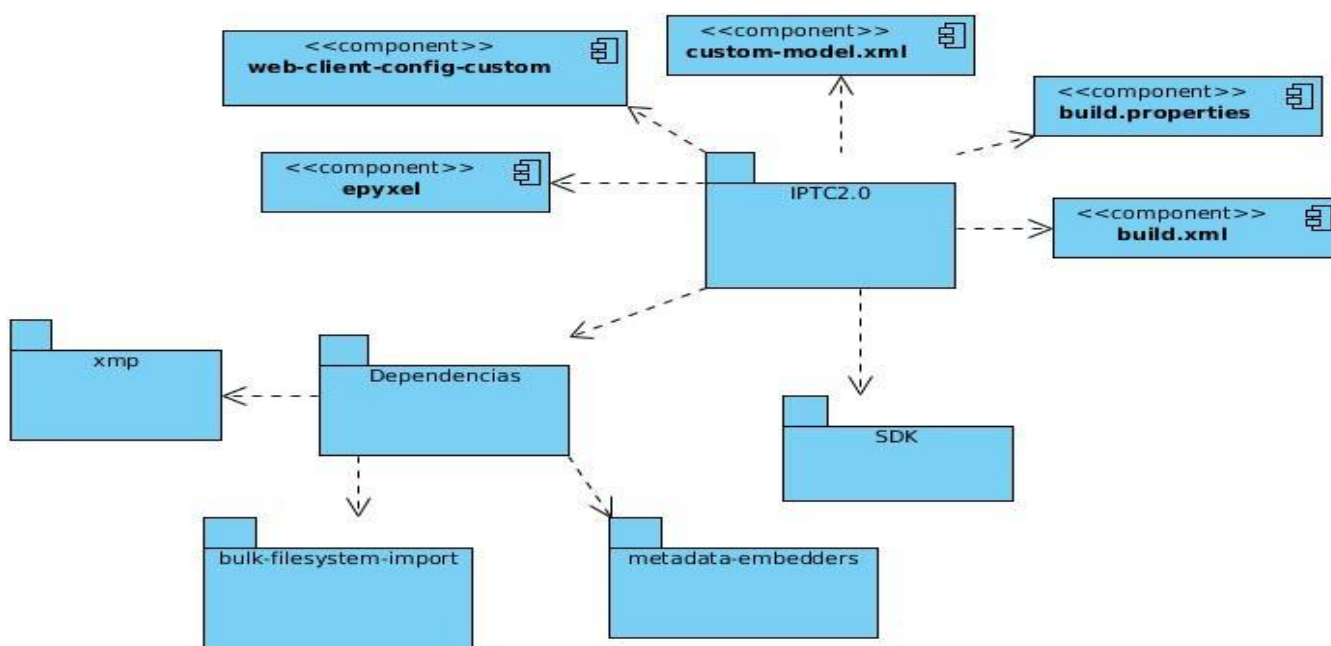 <<component>>
web-client-config-custom
<<component>>
custom-model.xml
<<component>>
build.properties
<<component>>
epyxel
IPTC2.0
<<component>>
build.xml
xmp
Dependencias
SDK
bulk-filesystem-import
metadata-embedders